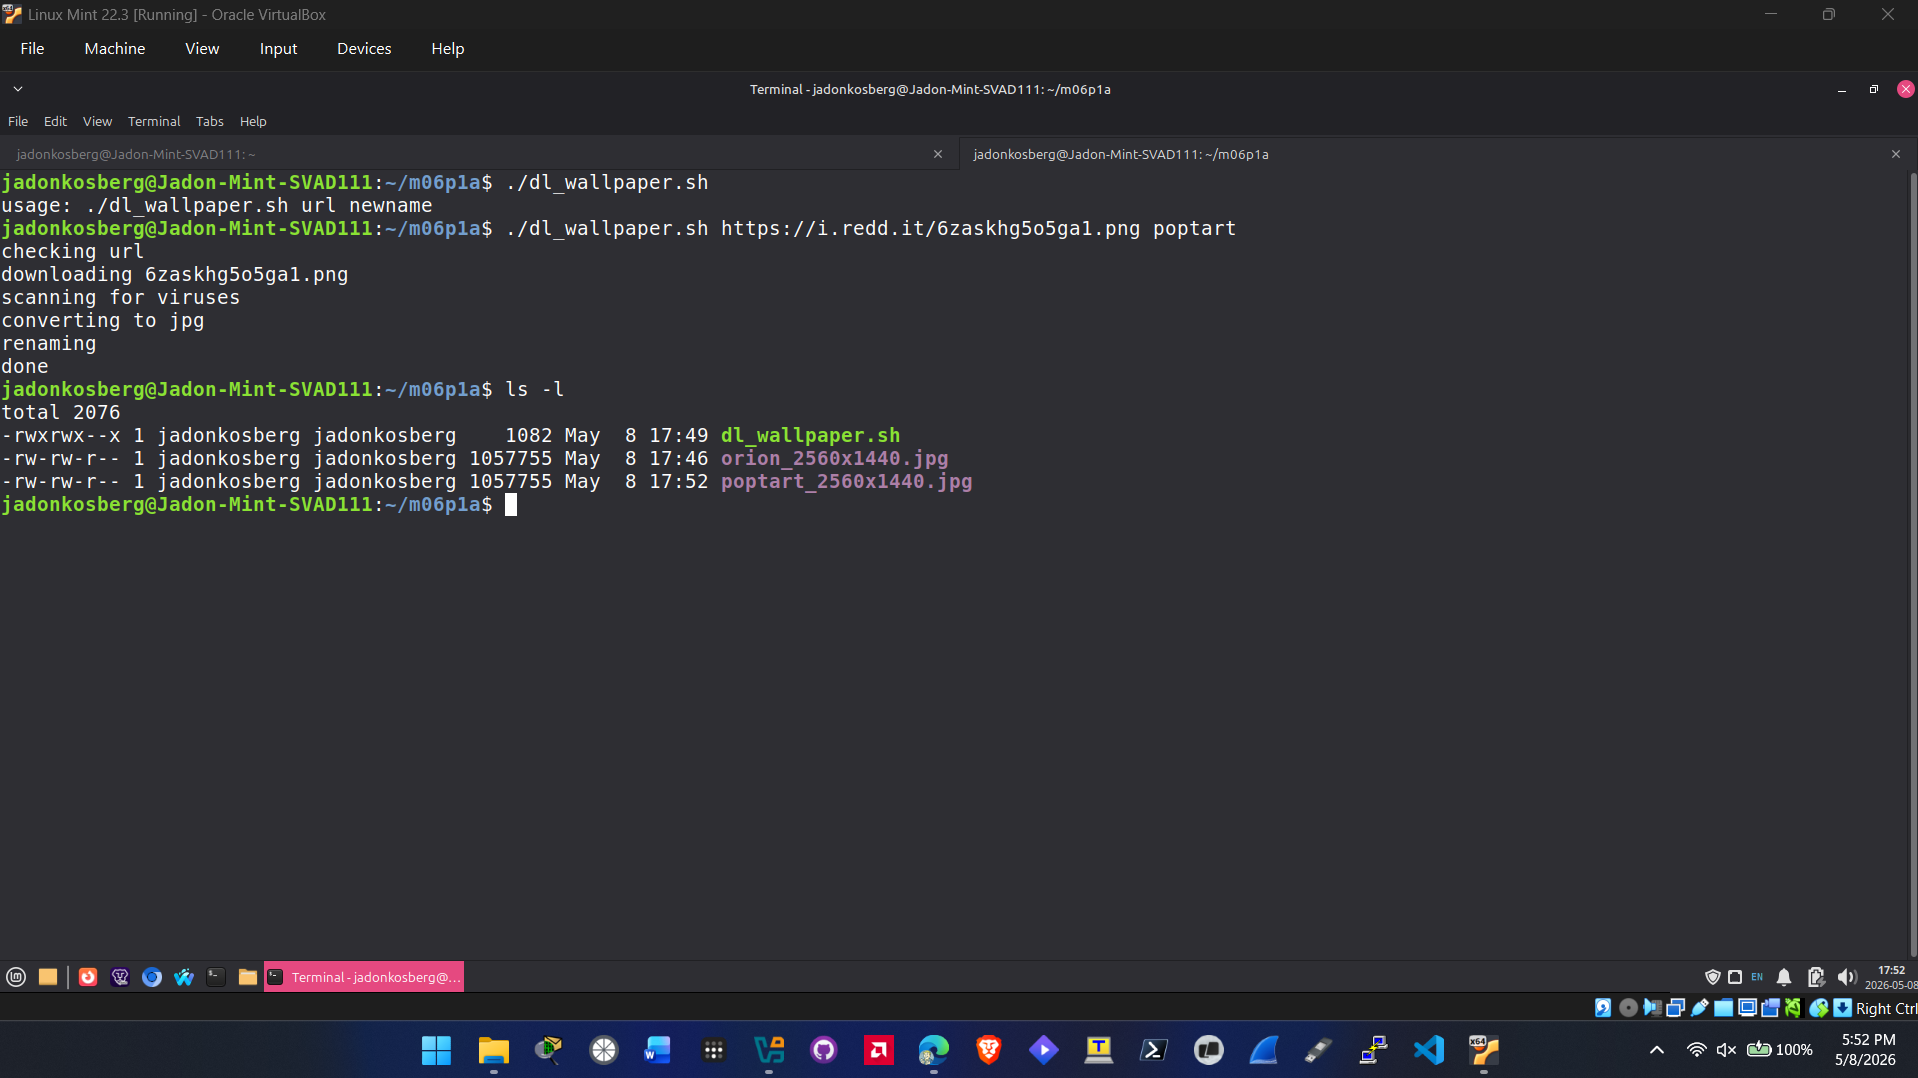 Linux Mint 22.3 [Running] - Oracle VirtualBox
File Machine View Input Devices Help
Terminal - jadonkosberg@Jadon-Mint-SVAD111: ~/m06p1a
File Edit View Terminal Tabs Help
jadonkosberg@Jadon-Mint-SVAD111: ~
jadonkosberg@Jadon-Mint-SVAD111: ~/m06p1a
jadonkosberg@Jadon-Mint-SVAD111:~/m06p1a$ ./dl_wallpaper.sh
usage: ./dl_wallpaper.sh url newname
jadonkosberg@Jadon-Mint-SVAD111:~/m06p1a$ ./dl_wallpaper.sh https://i.redd.it/6zaskhg5o5ga1.png poptart
checking url
downloading 6zaskhg5o5ga1.png
scanning for viruses
converting to jpg
renaming
done
jadonkosberg@Jadon-Mint-SVAD111:~/m06p1a$ ls -l
total 2076
-rwxrwx--x 1 jadonkosberg jadonkosberg    1082 May  8 17:49 dl_wallpaper.sh
-rw-rw-r-- 1 jadonkosberg jadonkosberg 1057755 May  8 17:46 orion_2560x1440.jpg
-rw-rw-r-- 1 jadonkosberg jadonkosberg 1057755 May  8 17:52 poptart_2560x1440.jpg
jadonkosberg@Jadon-Mint-SVAD111:~/m06p1a$
Terminal - jadonkosberg@...
EN
17:52
2026-05-08
Right Ctrl
100%
5:52 PM
5/8/2026